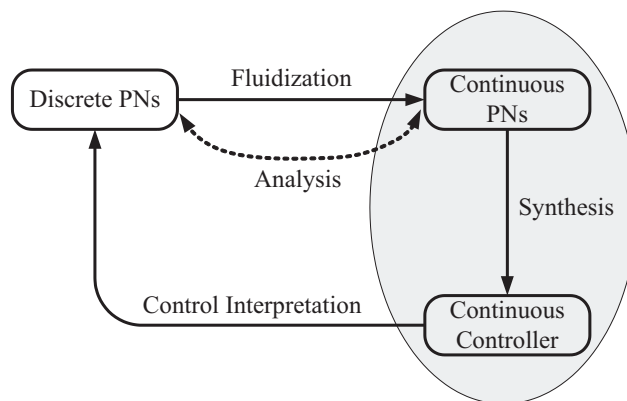 Fluidization
Discrete PNs
Continuous
PNs
Analysis
Synthesis
Control Interpretation
Continuous
Controller